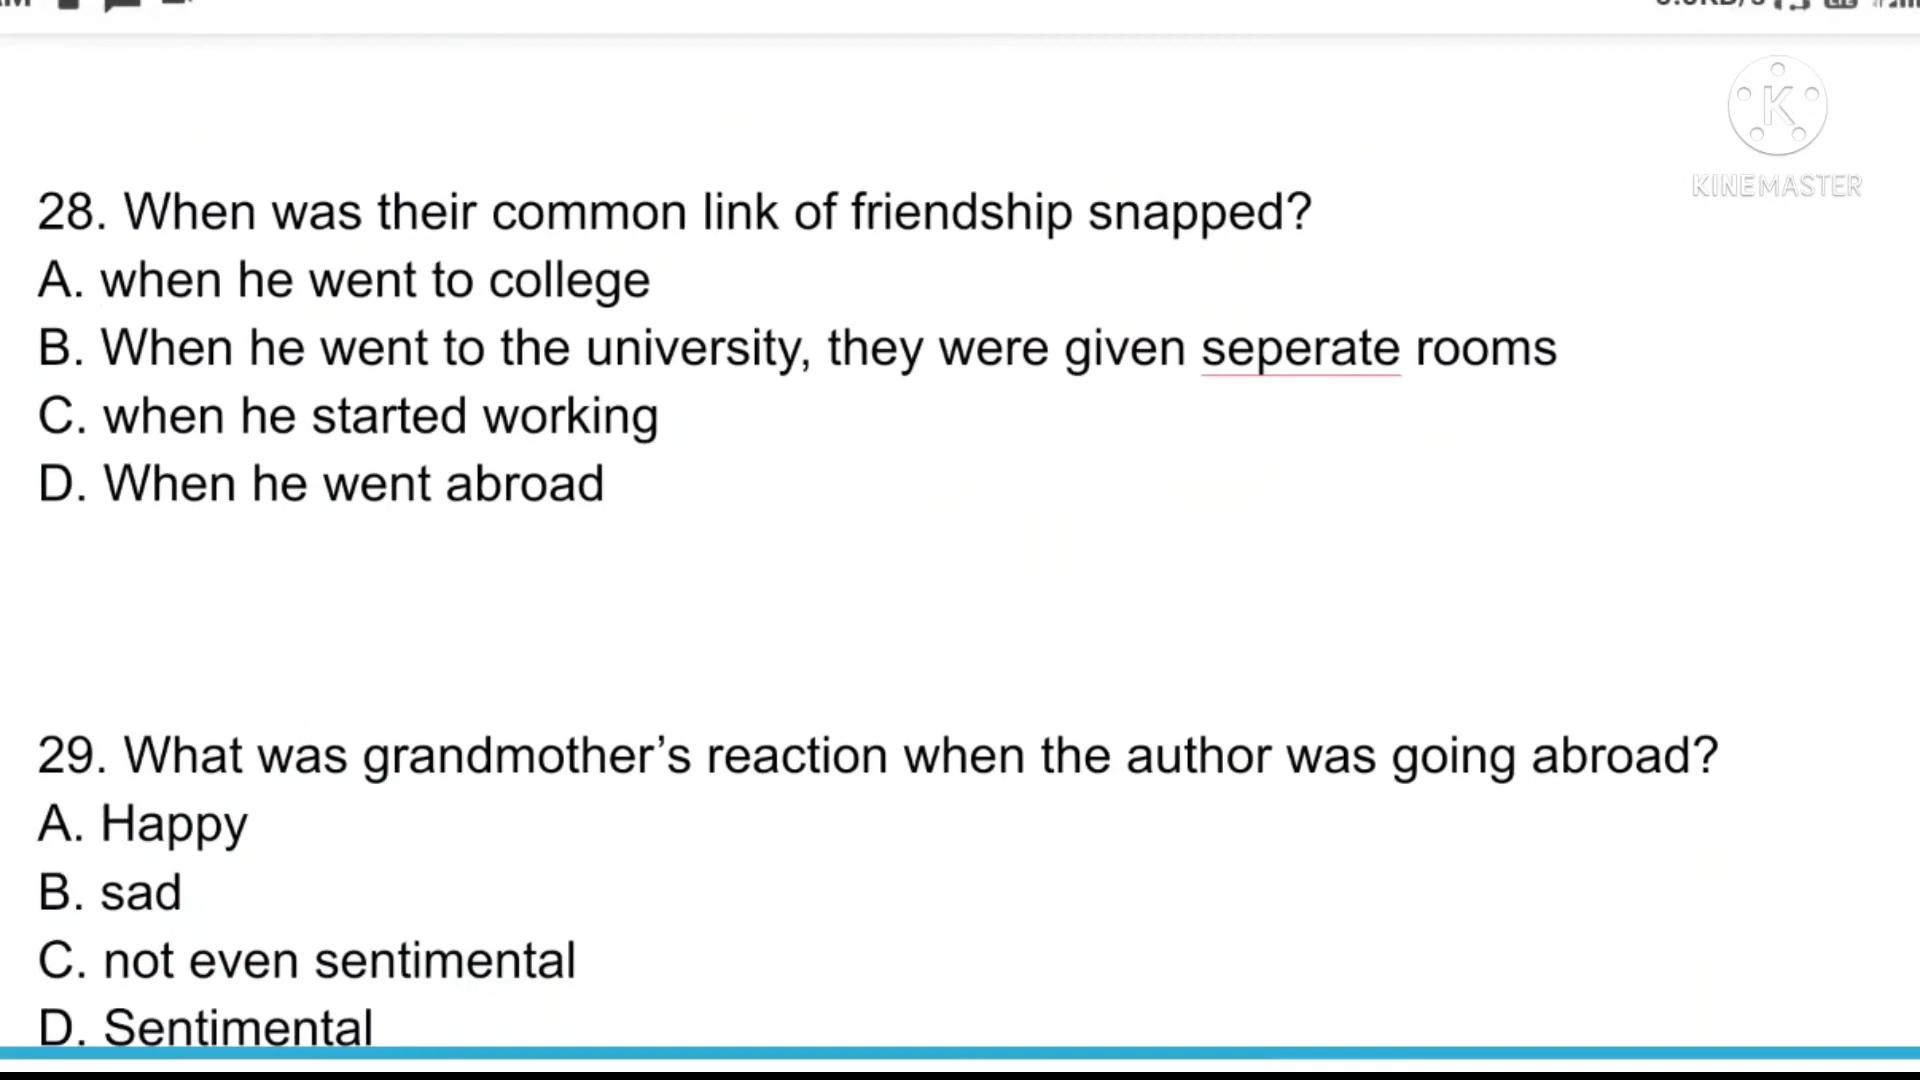 KINEMASTER
28. When was their common link of friendship snapped?
A. when he went to college
B. When he went to the university, they were given seperate rooms
C. when he started working
D. When he went abroad
29. What was grandmother’s reaction when the author was going abroad?
A. Happy
B. sad
C. not even sentimental
D. Sentimental